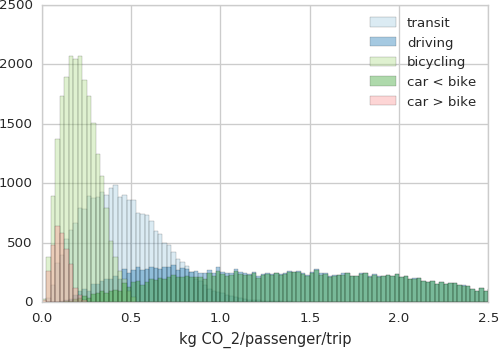 2500
2000
1500
1000
500
0
transit
driving
bicycling
car < bike
car > bike
0.0 0.5 1.0 1.5 2.0 2.5
kg CO_2/passenger/trip